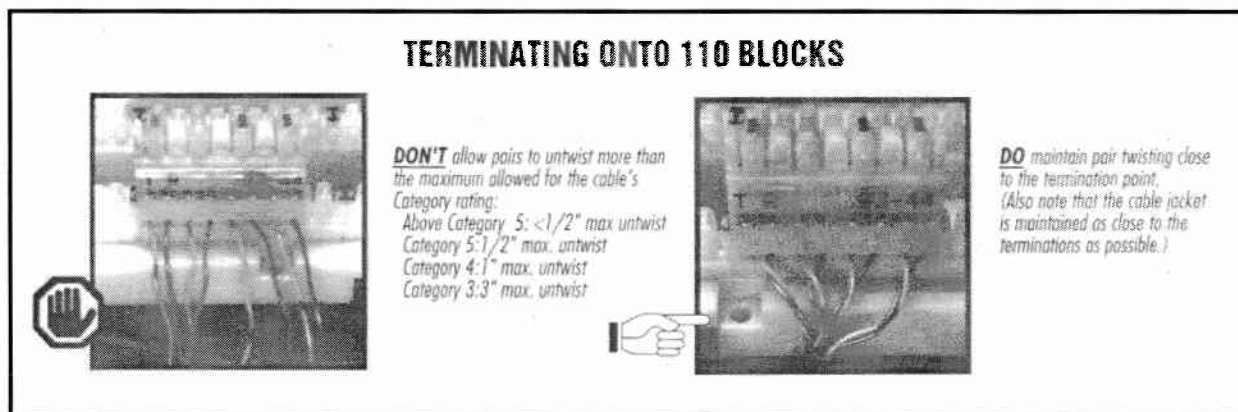 TERMINATING ONTO 110 BLOCKS
DON'T allow pairs to untwist more than
the maximum allowed for the cable's
Category rating:
Above Category 5: <1/2" max untwist
Category 5:1/2" max. untwist
Category 4:1" max. untwist
Category 3:3" max. untwist
DO maintain pair twisting close
to the termination point.
(Also note that the cable jacket
is maintained as close to the
terminations as possible.)